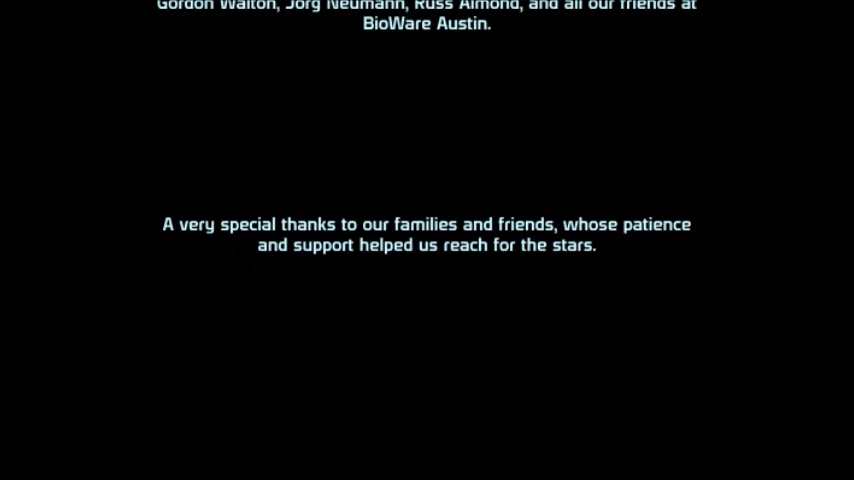 Gordon Walton, Jorg Neumann, Russ Almond, and all our friends at
BioWare Austin.
A very special thanks to our families and friends, whose patience
and support helped us reach for the stars.